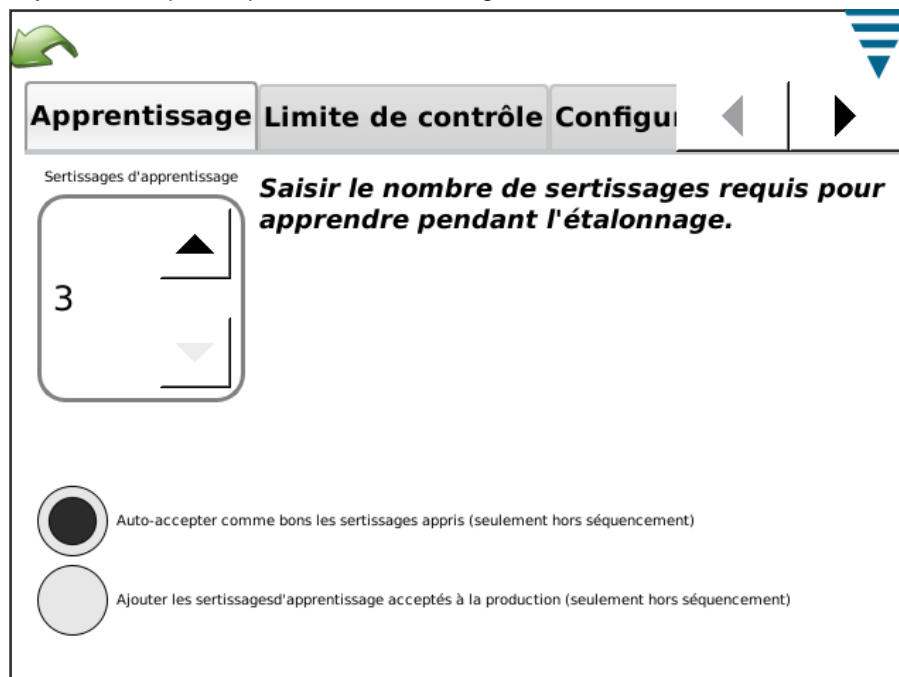 Apprentissage Limite de contrôle
Sertissages d'apprentissage
Saisir le nombre de sertissages requis pour
apprendre pendant l'étalonnage.
3
Auto-accepter comme bons les sertissages appris (seulement hors séquencement)
Ajouter les sertissagesd'apprentissage acceptés à la production (seulement hors séquencement)